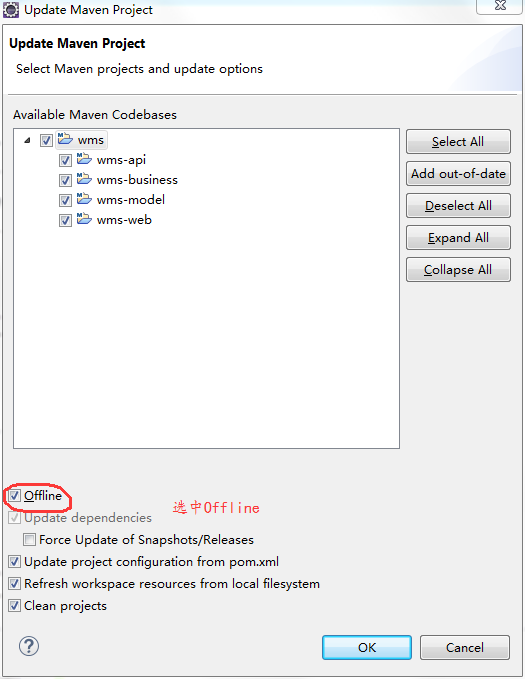 Update Maven Project
Update Maven Project
Select Maven projects and update options
Available Maven Codebases
wms
wms-api
wms-business
wms-model
wms-web
Select All
Add out-of-date
Deselect All
Expand All
Collapse All
Offline
选中Offline
Update dependencies
Force Update of Snapshots/Releases
Update project configuration from pom.xml
Refresh workspace resources from local filesystem
Clean projects
OK
Cancel